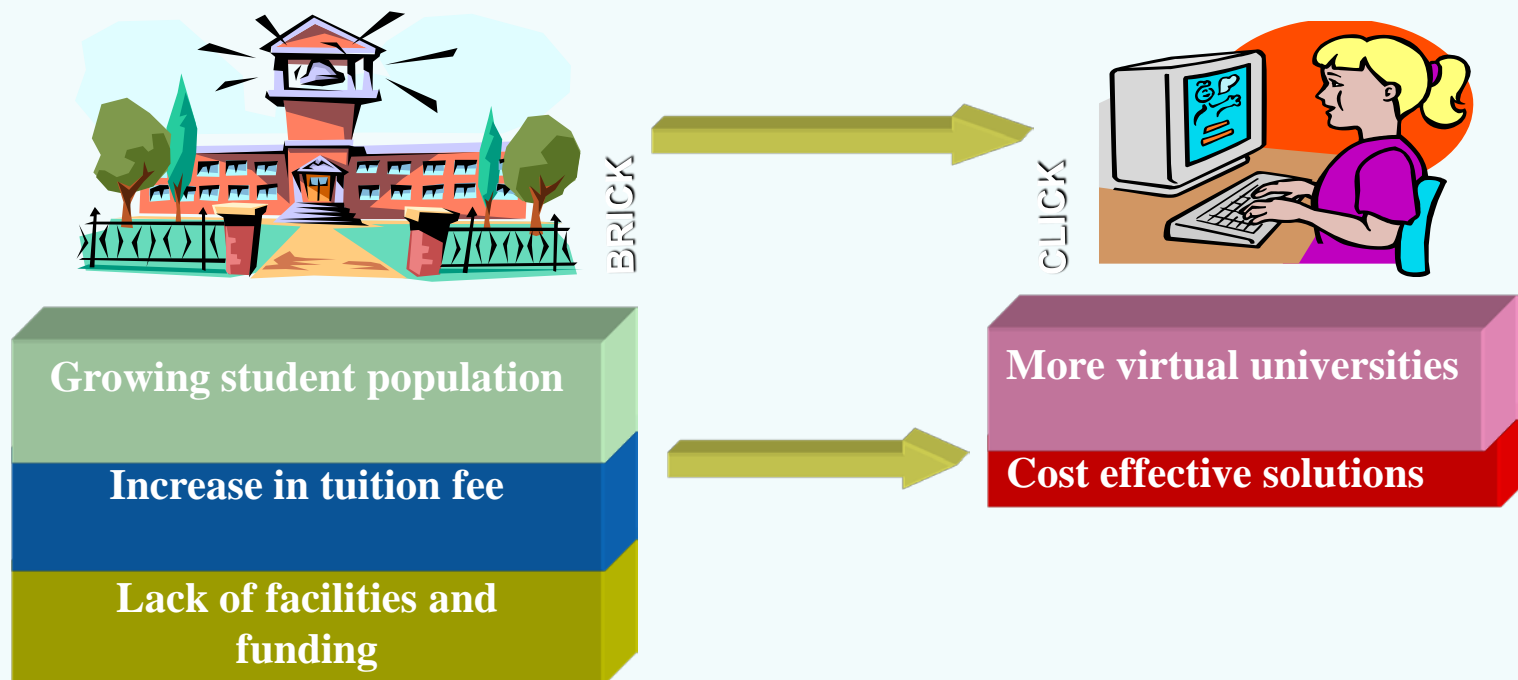 BRICK
CLICK
Growing student population
Increase in tuition fee
Lack of facilities and
funding
More virtual universities
Cost effective solutions